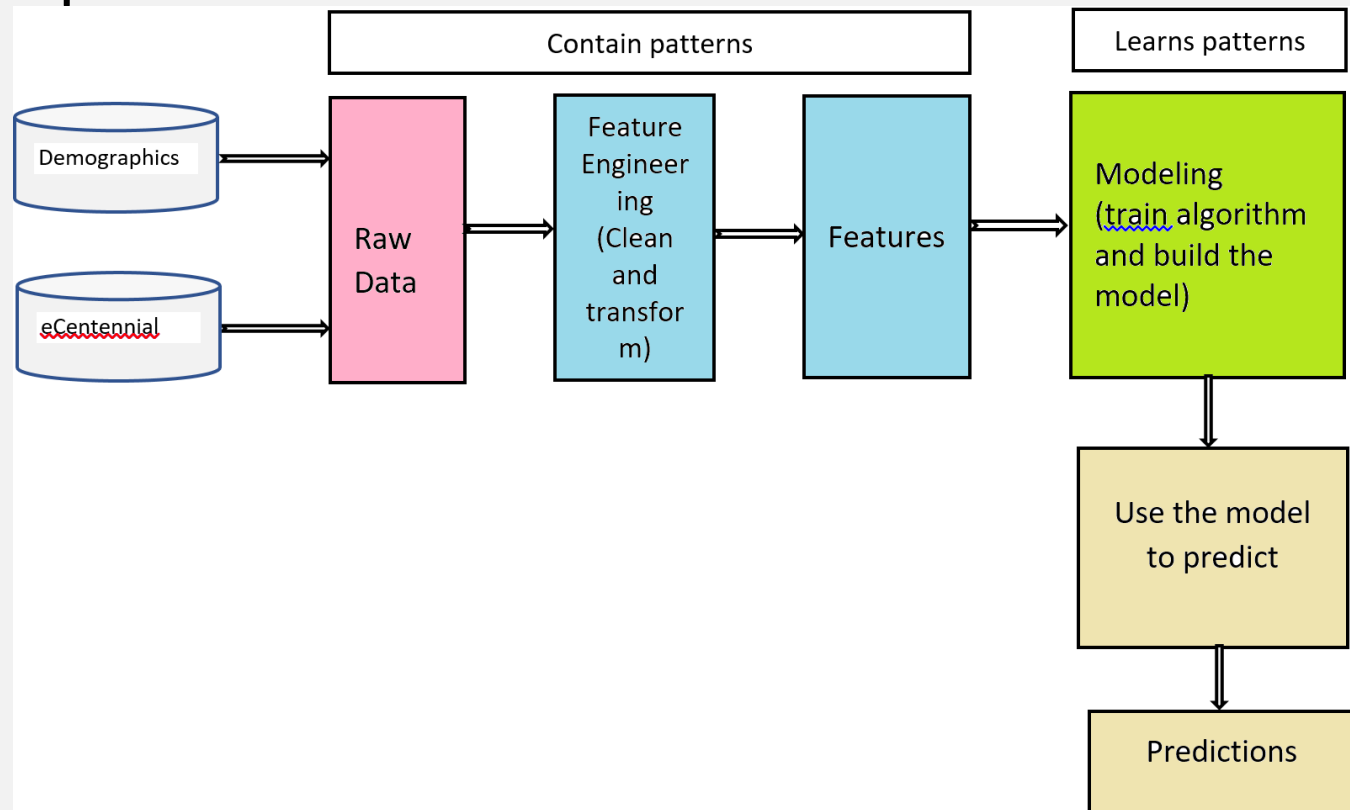 Contain patterns
Learns patterns
Demographics
eCentennial
Raw
Data
Feature
Engineer
ing
(Clean
and
transfor
m)
Features
Modeling
(train algorithm
and build the
model)
Use the model
to predict
Predictions